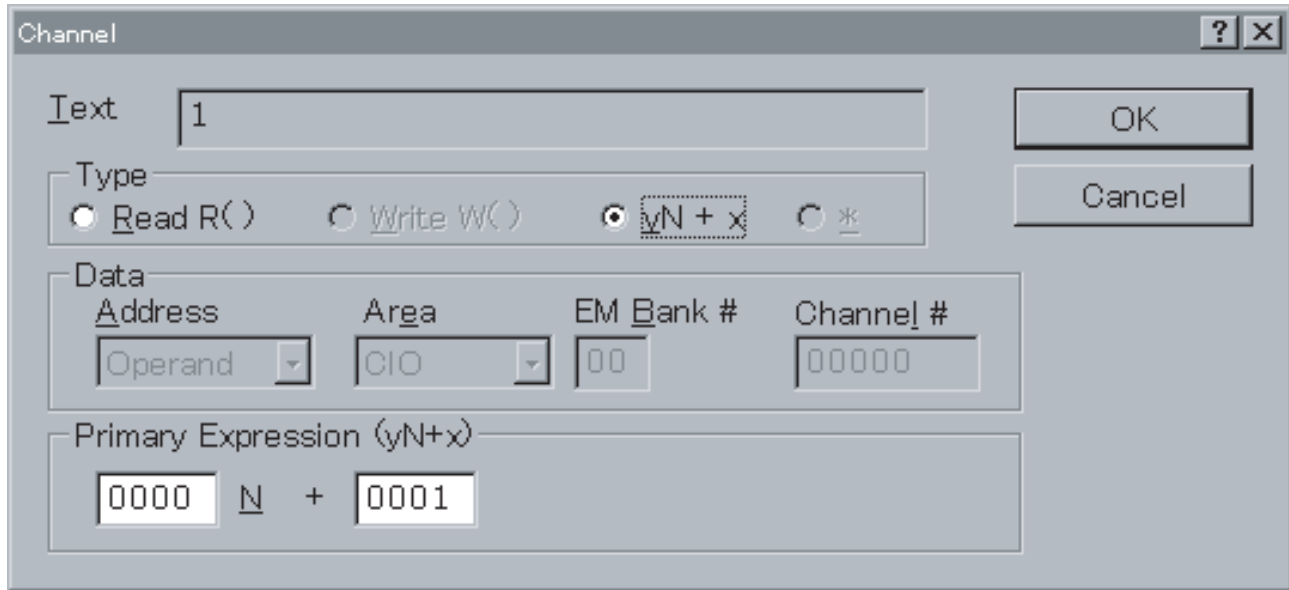 Channel
Text 1
OK
Type
Read R() Write W() yN + x *
Cancel
Data
Address Area EM Bank # Channel #
Operand CIO 00 00000
Primary Expression (yN+x)
0000 N + 0001